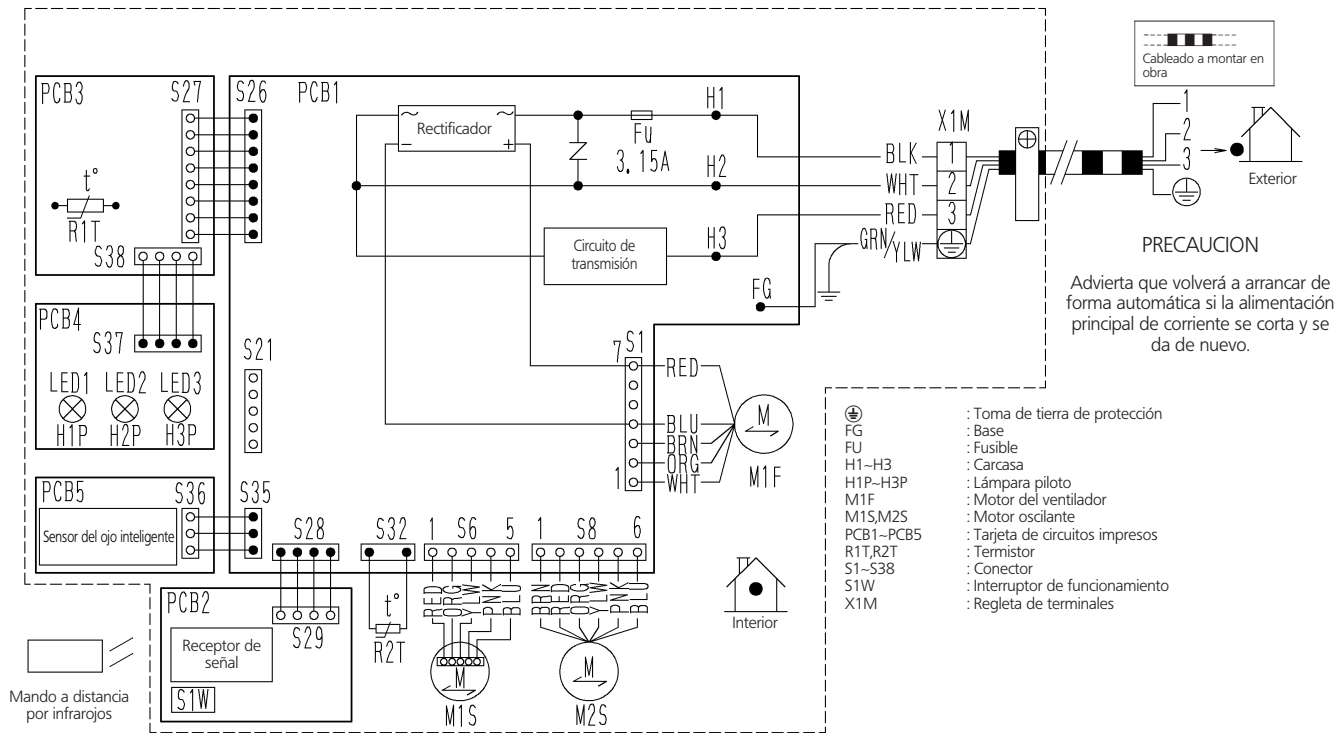 PCB3
S27
S26
PCB1
Rectificador
~
~
−
+
Fu
3.15A
H1
H2
H3
Circuito de
transmisión
FG
BLK
WHT
RED
GRN/YLW
X1M
1
2
3
Cableado a montar en
obra
1
2
3
Exterior
PRECAUCION
Advierta que volverá a arrancar de
forma automática si la alimentación
principal de corriente se corta y se
da de nuevo.
t°
R1T
S38
PCB4
S37
LED1 LED2 LED3
H1P H2P H3P
S21
7 S1
1
RED
BLU
BRN
ORG
WHT
M
M1F
PCB5
S36
Sensor del ojo inteligente
S35
S28
S32
1 S6 5
1 S8 6
PCB2
S29
Receptor de
señal
S1W
t°
R2T
RED
ORG
YLW
PNK
BLU
M
M1S
BRN
RED
ORG
YLW
PNK
BLU
M
M2S
Interior
Mando a distancia
por infrarojos
: Toma de tierra de protección
FG : Base
FU : Fusible
H1~H3 : Carcasa
H1P~H3P : Lámpara piloto
M1F : Motor del ventilador
M1S,M2S : Motor oscilante
PCB1~PCB5 : Tarjeta de circuitos impresos
R1T,R2T : Termistor
S1~S38 : Conector
S1W : Interruptor de funcionamiento
X1M : Regleta de terminales